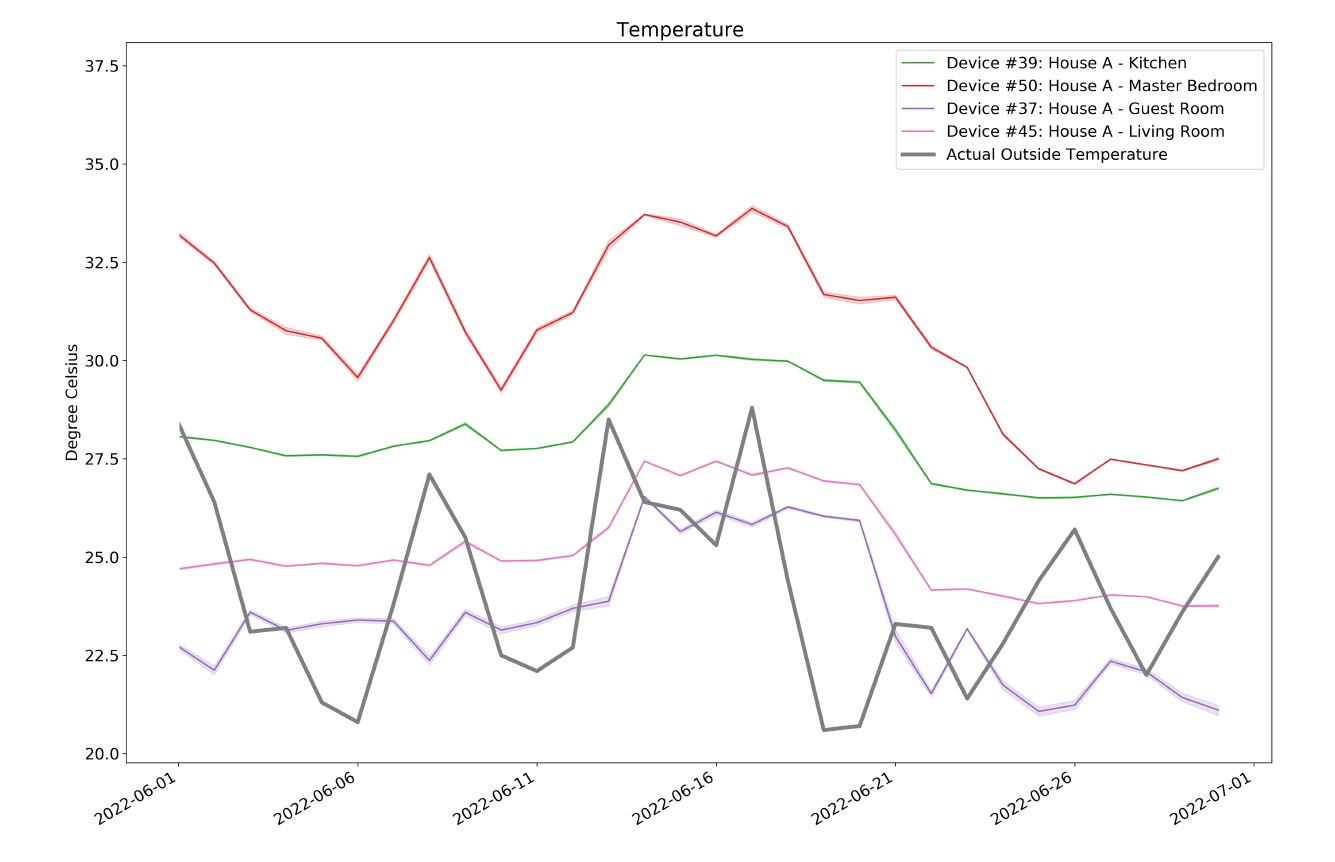 Temperature
Device #39: House A - Kitchen
Device #50: House A - Master Bedroom
Device #37: House A - Guest Room
Device #45: House A - Living Room
Actual Outside Temperature
Degree Celsius
37.5
35.0
32.5
30.0
27.5
25.0
22.5
20.0
2022-06-01
2022-06-06
2022-06-11
2022-06-16
2022-06-21
2022-06-26
2022-07-01